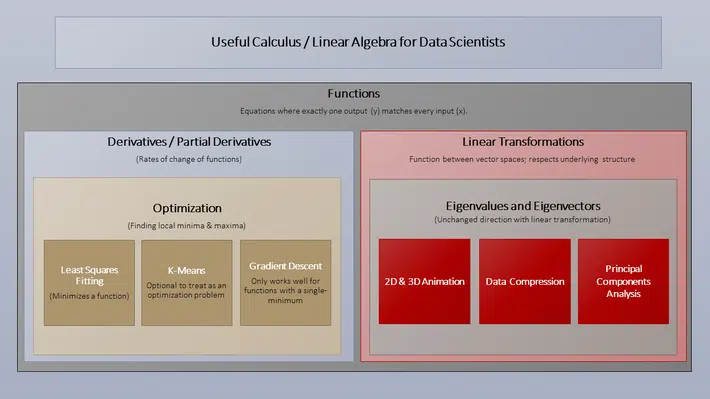 Useful Calculus / Linear Algebra for Data Scientists
Functions
Equations where exactly one output (y) matches every input (x).
Derivatives / Partial Derivatives
(Rates of change of functions)
Optimization
(Finding local minima & maxima)
Least Squares
Fitting
(Minimizes a function)
K-Means
Optional to treat as an
optimization problem
Gradient Descent
Only works well for
functions with a single-
minimum
Linear Transformations
Function between vector spaces; respects underlying structure
Eigenvalues and Eigenvectors
(Unchanged direction with linear transformation)
2D & 3D Animation
Data Compression
Principal
Components
Analysis